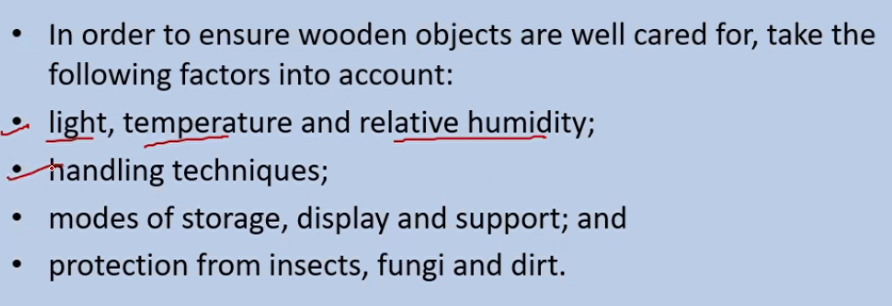 • In order to ensure wooden objects are well cared for, take the
following factors into account:
• light, temperature and relative humidity;
• handling techniques;
• modes of storage, display and support; and
• protection from insects, fungi and dirt.